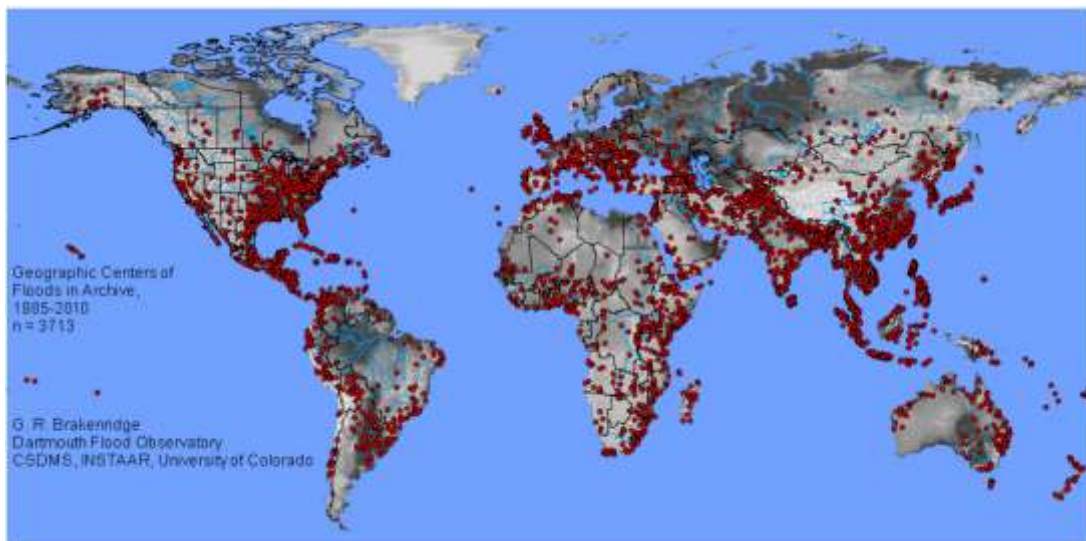 Geographic Centers of
Floods in Archive,
1985-2010
n = 3713
G. R. Brakenridge
Dartmouth Flood Observatory
CSDMS, INSTAAR, University of Colorado